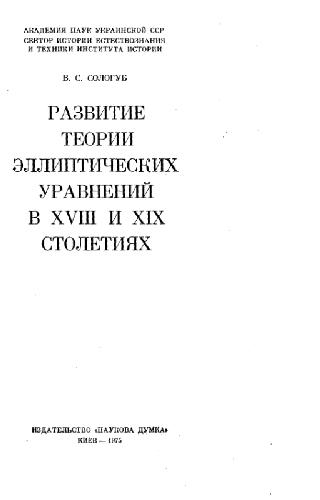 АКАДЕМИЯ НАУК УКРАИНСКОЙ ССР
СЕКТОР ИСТОРИИ ЕСТЕСТВОЗНАНИЯ
И ТЕХНИКИ ИНСТИТУТА ИСТОРИИ
В. С. СОЛОГУБ
РАЗВИТИЕ
ТЕОРИИ
ЭЛЛИПТИЧЕСКИХ
УРАВНЕНИЙ
В XVIII И XIX
СТОЛЕТИЯХ
ИЗДАТЕЛЬСТВО «НАУКОВА ДУМКА»
КИЕВ — 1975